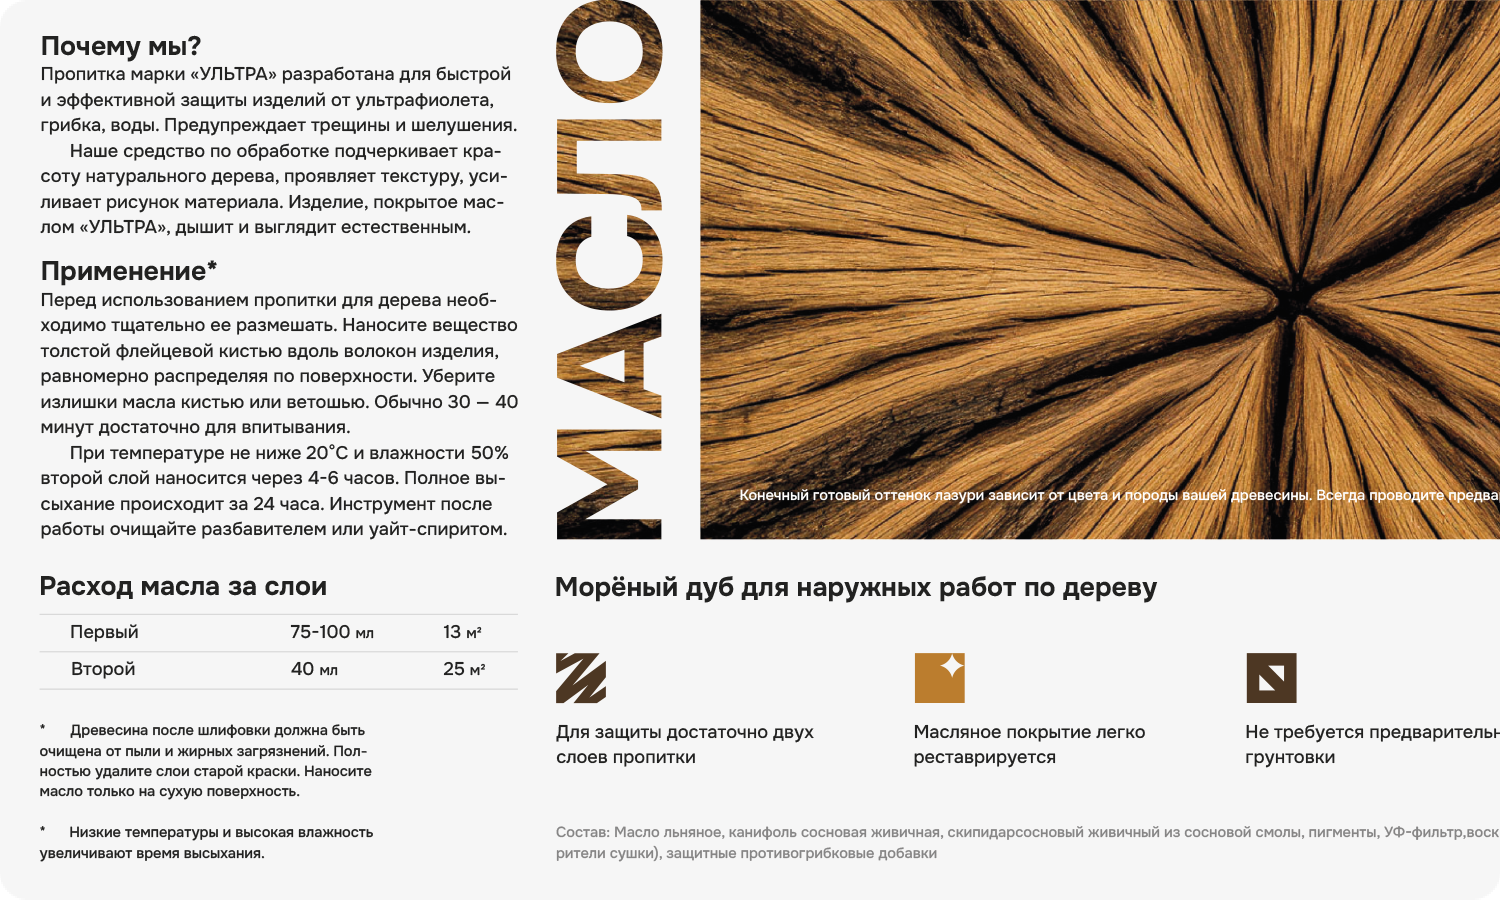 Почему мы?
Пропитка марки «УЛЬТРА» разработана для быстрой
и эффективной защиты изделий от ультрафиолета,
грибка, воды. Предупреждает трещины и шелушения.
Наше средство по обработке подчеркивает кра-
соту натурального дерева, проявляет текстуру, уси-
ливает рисунок материала. Изделие, покрытое мас-
лом «УЛЬТРА», дышит и выглядит естественным.
Применение*
Перед использованием пропитки для дерева необ-
ходимо тщательно ее размешать. Наносите вещество
толстой флейцевой кистью вдоль волокон изделия,
равномерно распределяя по поверхности. Уберите
излишки масла кистью или ветошью. Обычно 30 — 40
минут достаточно для впитывания.
При температуре не ниже 20°С и влажности 50%
второй слой наносится через 4-6 часов. Полное вы-
сыхание происходит за 24 часа. Инструмент после
работы очищайте разбавителем или уайт-спиритом.
Расход масла за слои
Первый 75-100 мл 13 м²
Второй 40 мл 25 м²
* Древесина после шлифовки должна быть
очищена от пыли и жирных загрязнений. Пол-
ностью удалите слои старой краски. Наносите
масло только на сухую поверхность.
* Низкие температуры и высокая влажность
увеличивают время высыхания.
МАСЛО
Конечный готовый оттенок лазури зависит от цвета и породы вашей древесины. Всегда проводите предва
Морёный дуб для наружных работ по дереву
Для защиты достаточно двух
слоев пропитки
Масляное покрытие легко
реставрируется
Не требуется предварительн
грунтовки
Состав: Масло льняное, канифоль сосновая живичная, скипидарсосновый живичный из сосновой смолы, пигменты, УФ-фильтр,воск
рители сушки), защитные противогрибковые добавки